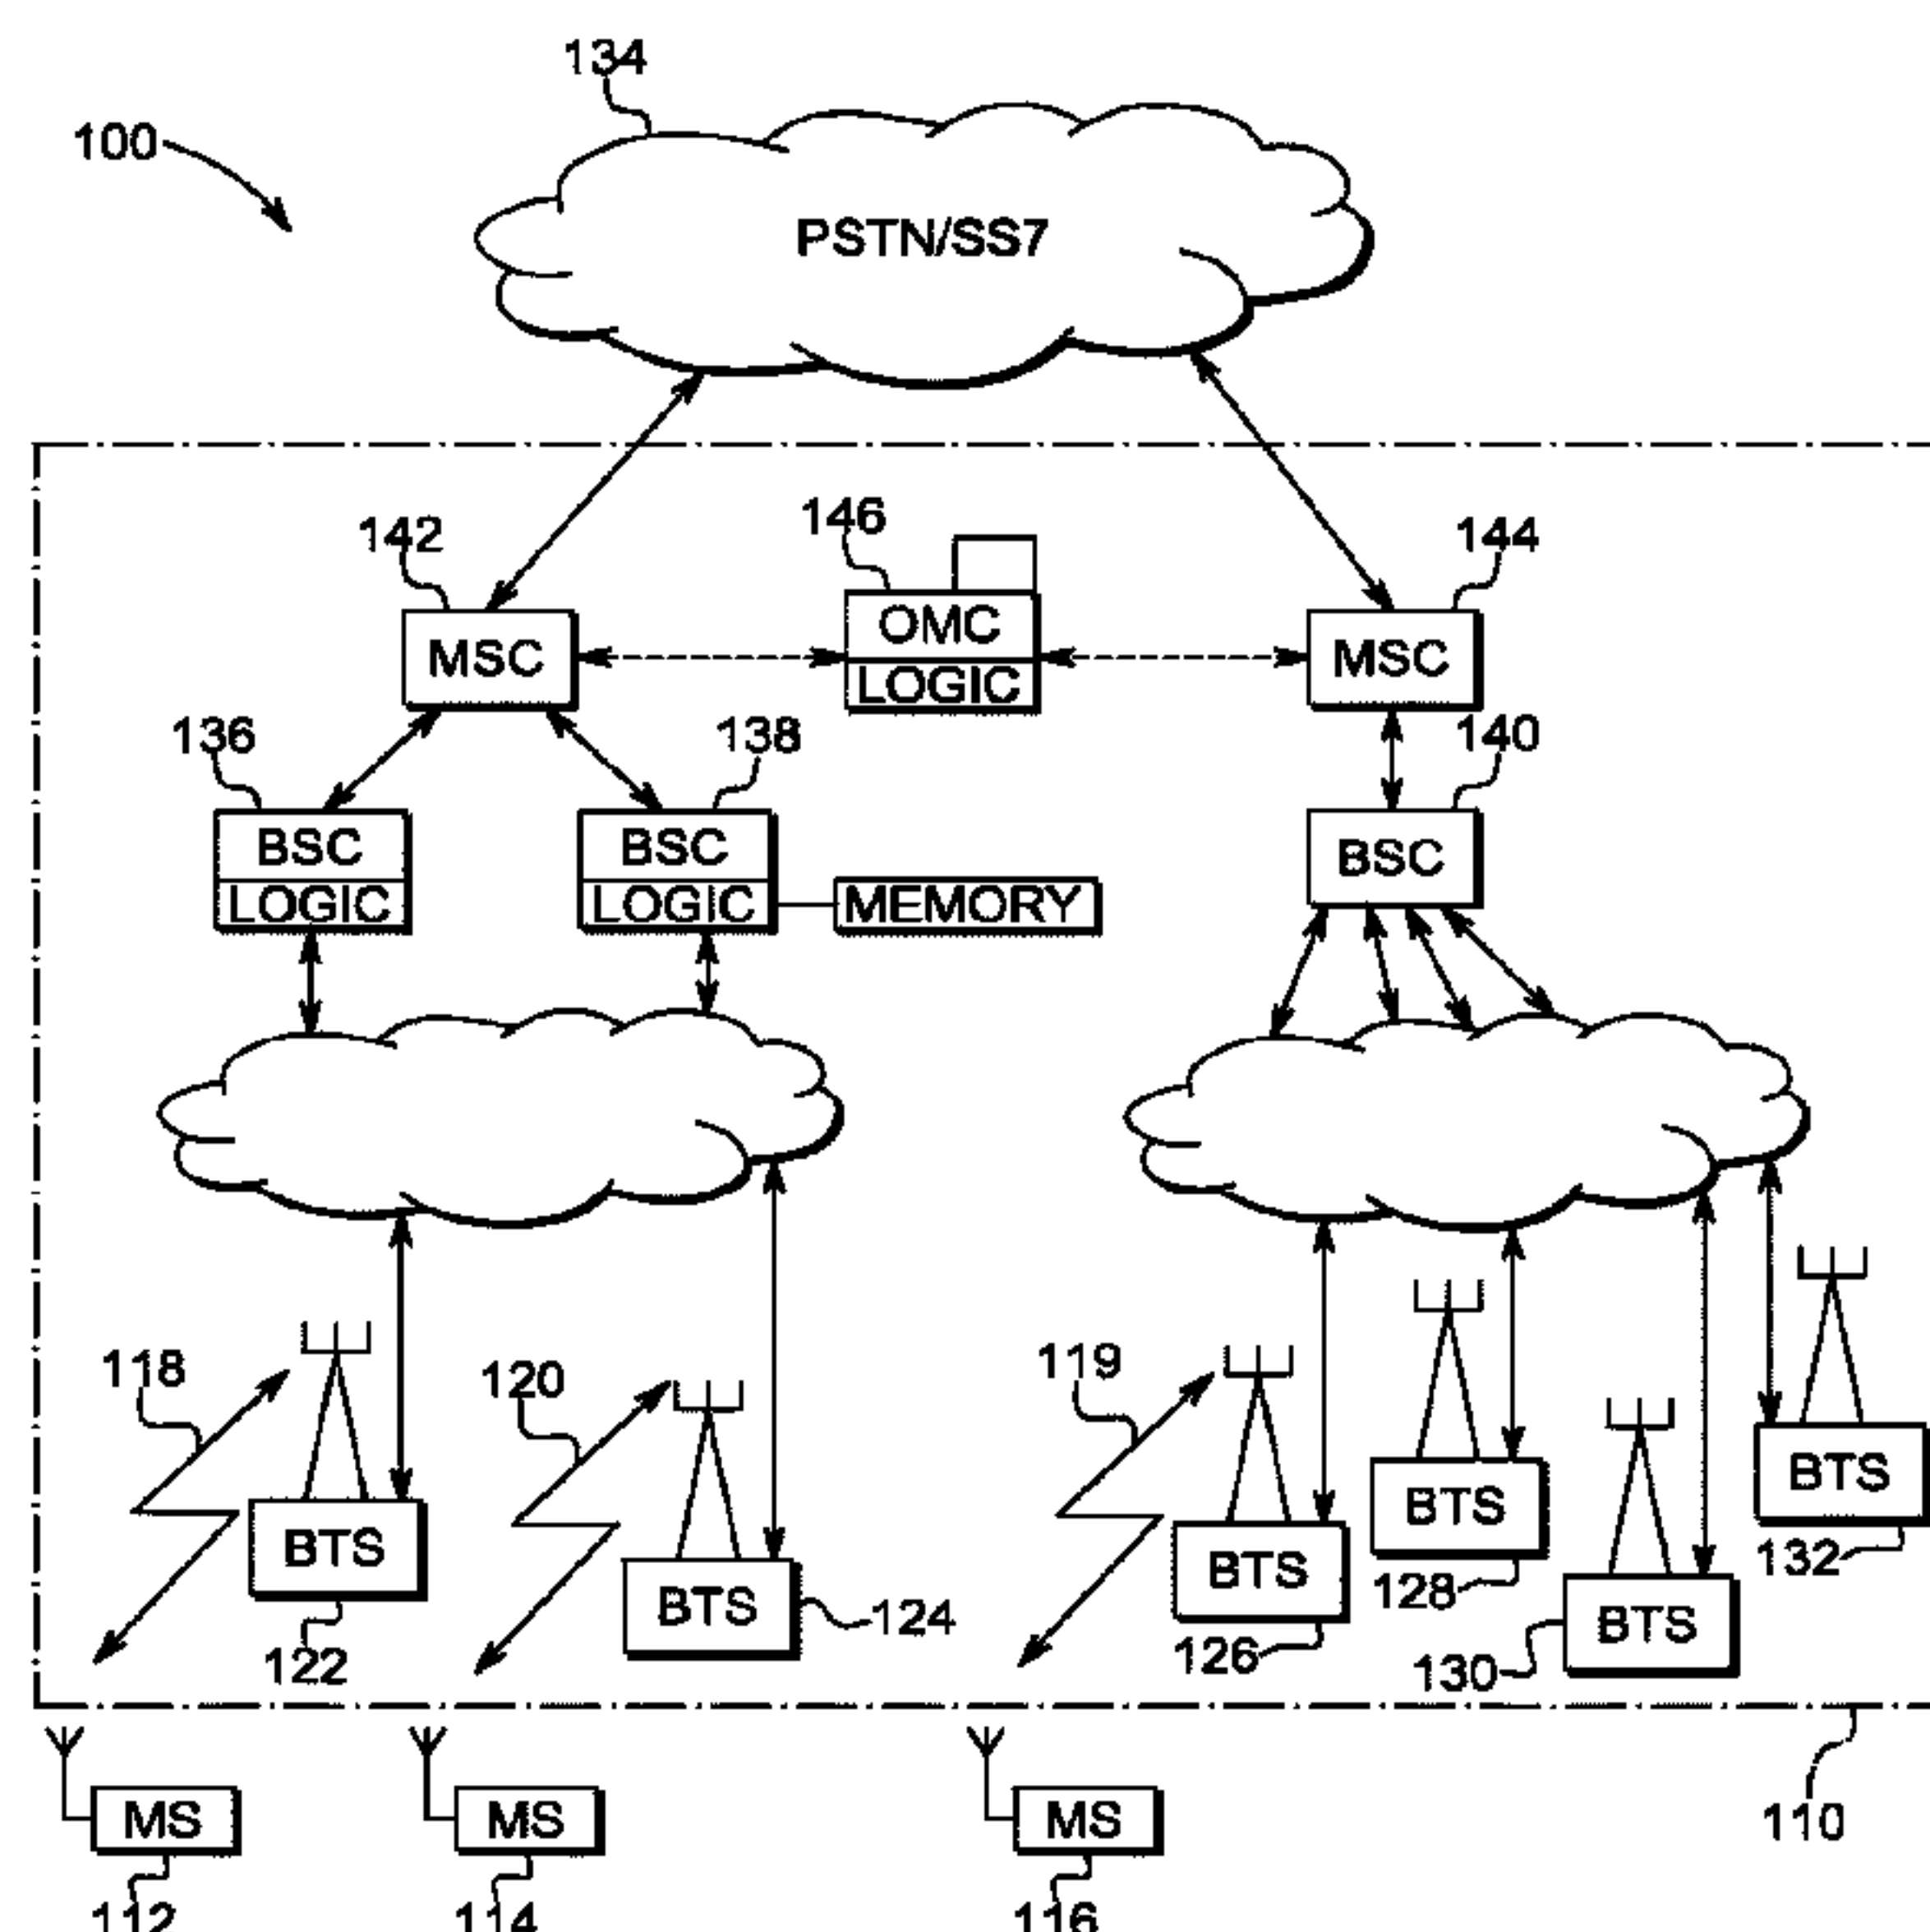 134
100
PSTN/SS7
142
146
144
MSC
OMC
LOGIC
MSC
136
138
140
BSC
LOGIC
BSC
LOGIC
MEMORY
BSC
118
120
119
BTS
122
BTS
124
BTS
126
BTS
128
BTS
130
BTS
132
110
MS
112
MS
114
MS
116